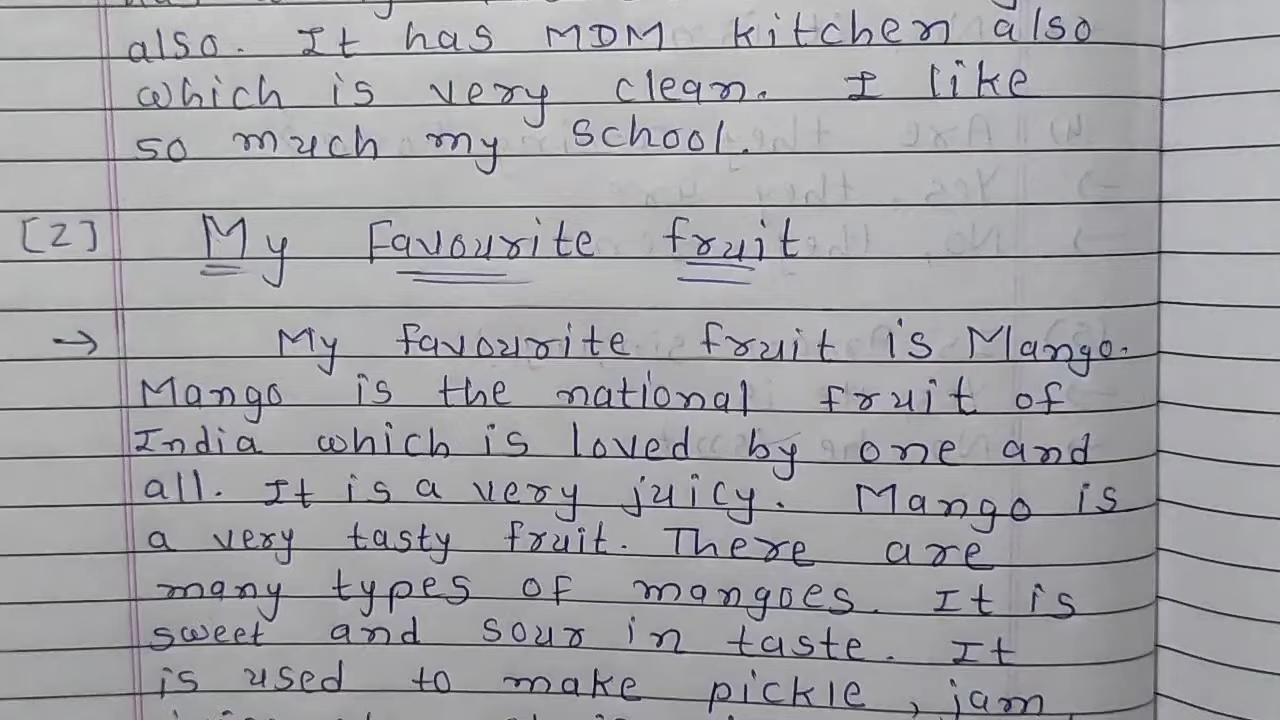 also. It has MDM kitchen also
which is very clean. I like
so much my school.
[2] My Favourite fruit
→ My favourite fruit is Mango.
Mango is the national fruit of
India which is loved by one and
all. It is a very juicy. Mango is
a very tasty fruit. There are
many types of mangoes. It is
sweet and sour in taste. It
is used to make pickle, jam